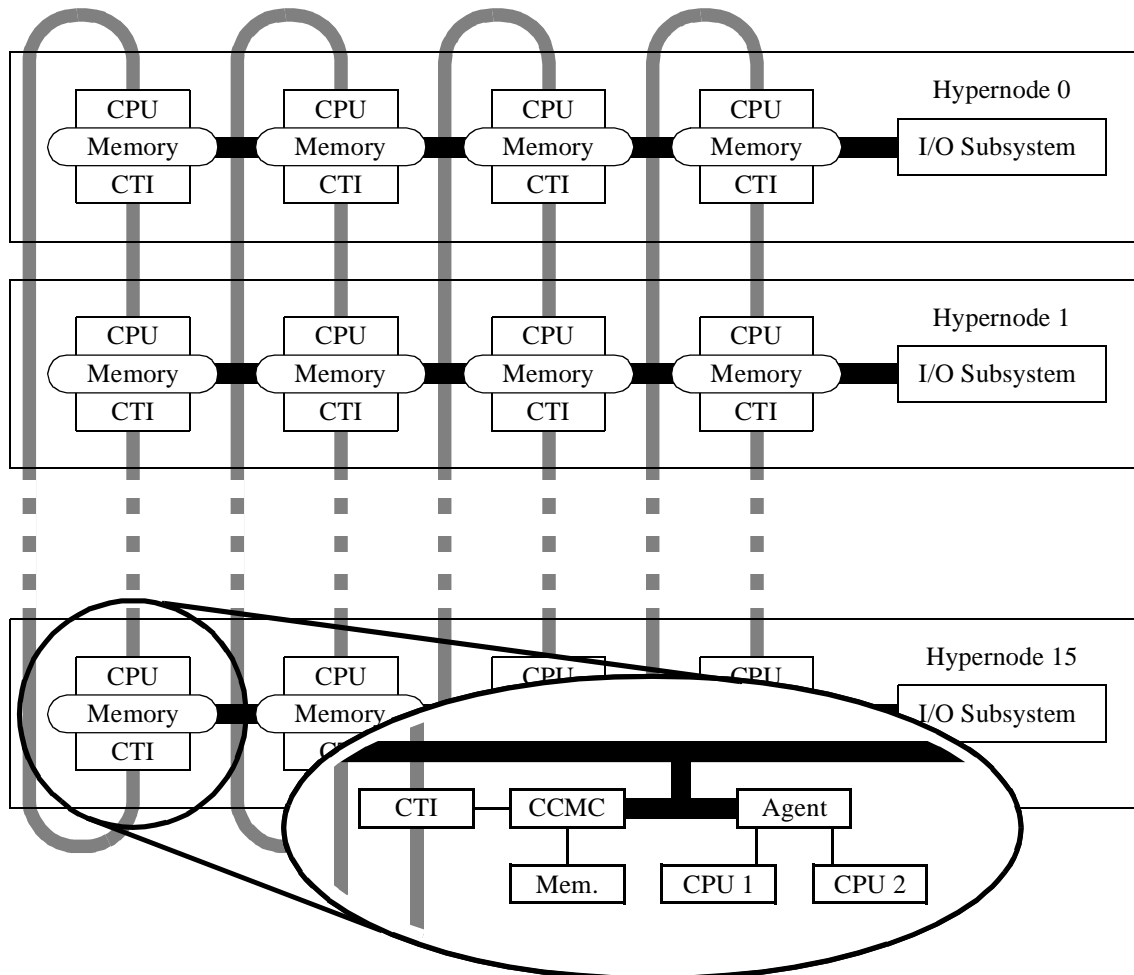 Hypernode 0
CPU CPU CPU CPU
Memory Memory Memory Memory I/O Subsystem
CTI CTI CTI CTI
Hypernode 1
CPU CPU CPU CPU
Memory Memory Memory Memory I/O Subsystem
CTI CTI CTI CTI
Hypernode 15
CPU CPU CPU CPU
Memory Memory I/O Subsystem
CTI
CTI CCMC Agent
Mem. CPU 1 CPU 2